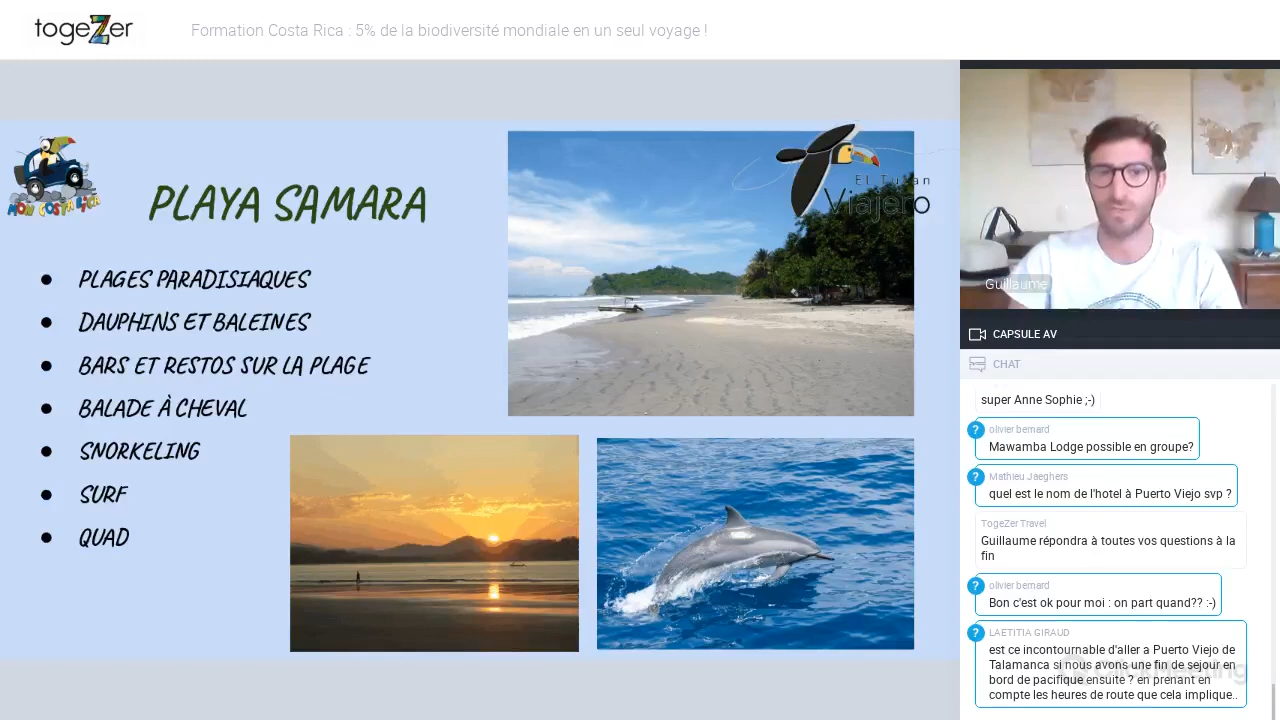 togeZer
Formation Costa Rica : 5% de la biodiversité mondiale en un seul voyage !
MON COSTA RICA
PLAYA SAMARA
El Tucan
Viajero
• PLAGES PARADISIAQUES
• DAUPHINS ET BALEINES
• BARS ET RESTOS SUR LA PLAGE
• BALADE À CHEVAL
• SNORKELING
• SURF
• QUAD
Guillaume
CAPSULE AV
CHAT
super Anne Sophie ;-)
?
olivier bernard
Mawamba Lodge possible en groupe?
?
Mathieu Jaeghers
quel est le nom de l'hotel à Puerto Viejo svp ?
TogeZer Travel
Guillaume répondra à toutes vos questions à la
fin
?
olivier bernard
Bon c'est ok pour moi : on part quand?? :-)
?
LAETITIA GIRAUD
est ce incontournable d'aller a Puerto Viejo de
Talamanca si nous avons une fin de sejour en
bord de pacifique ensuite ? en prenant en
compte les heures de route que cela implique..
ClickMeeting